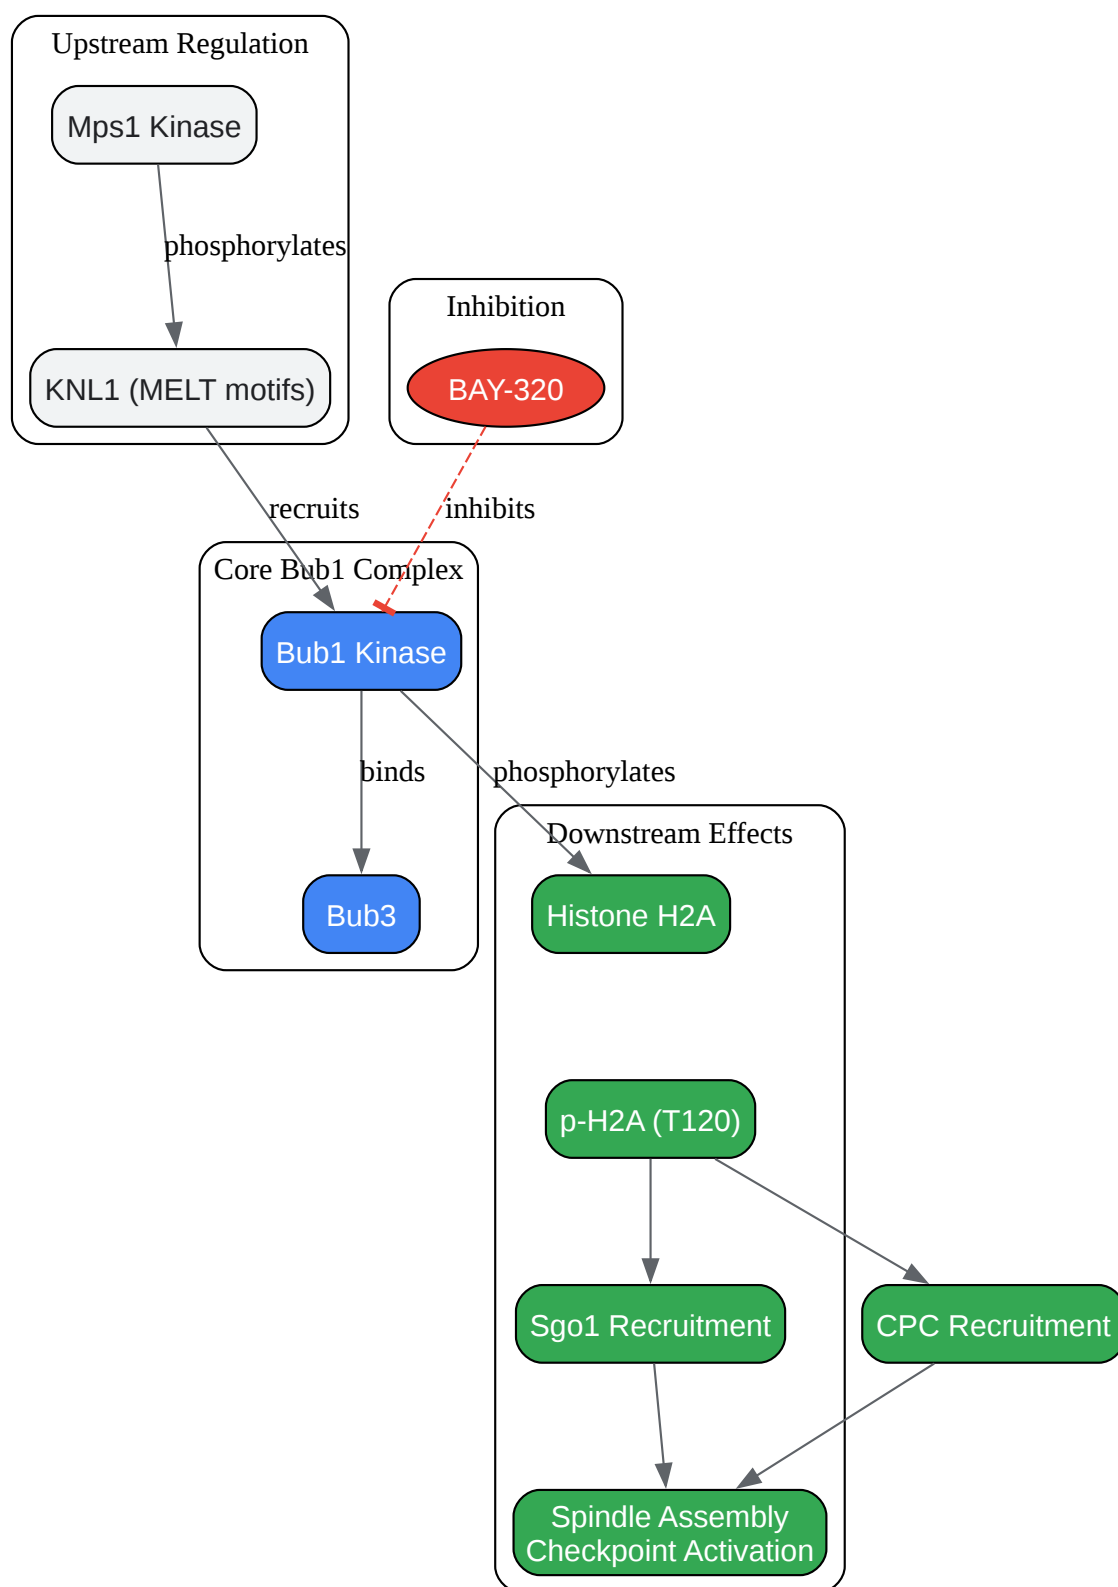 Upstream Regulation
Mps1 Kinase
phosphorylates
Inhibition
KNL1 (MELT motifs)
BAY-320
recruits
inhibits
Core Bub1 Complex
Bub1 Kinase
binds
phosphorylates
Downstream Effects
Bub3
Histone H2A
p-H2A (T120)
Sgo1 Recruitment
CPC Recruitment
Spindle Assembly
Checkpoint Activation